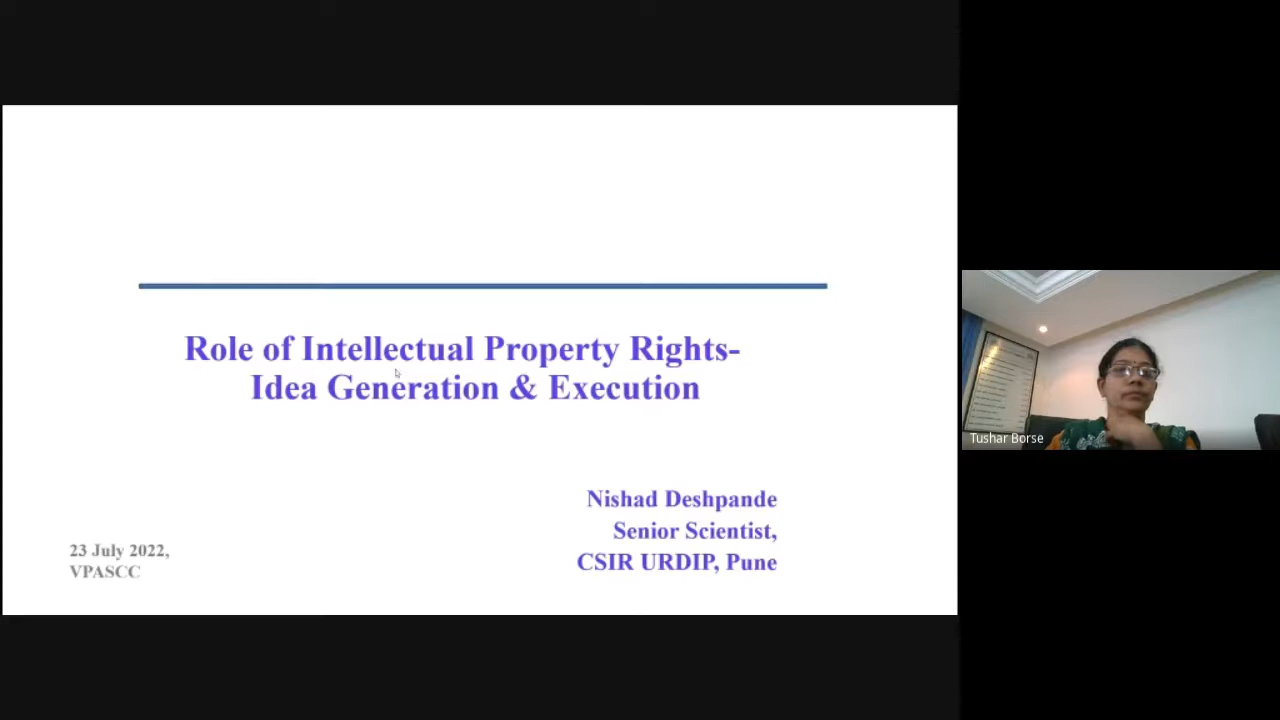 Role of Intellectual Property Rights-
Idea Generation & Execution
Nishad Deshpande
Senior Scientist,
CSIR URDIP, Pune
23 July 2022,
VPASCC
Tushar Borse